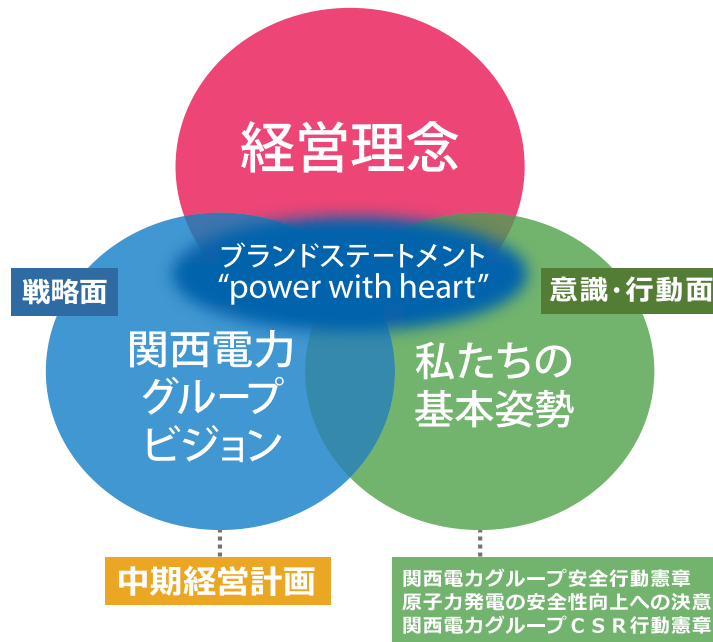 経営理念
ブランドステートメント
“power with heart”
戦略面
意識・行動面
関西電力
グループ
ビジョン
私たちの
基本姿勢
中期経営計画
関西電力グループ安全行動憲章
原子力発電の安全性向上への決意
関西電力グループＣＳＲ行動憲章